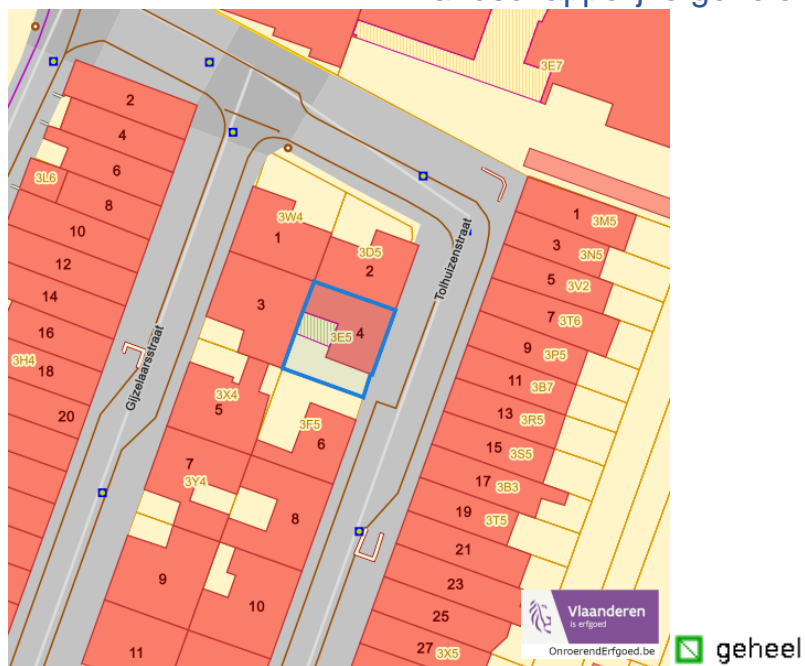 3E7
2
4
3L6
6
8
10
12
14
16
3H4
18
20
Gijzelaarsstraat
3W4
1
3D5
2
3
3E5
4
3X4
5
3F5
6
7
3Y4
8
9
10
11
Tolhuizenstraat
1
3M5
3
3N5
5
3V2
7
3T6
9
3P5
11
3B7
13
3R5
15
3S5
17
3B3
19
3T5
21
23
25
27
3X5
Vlaanderen
is erfgoed
OnroerendErfgoed.be
geheel